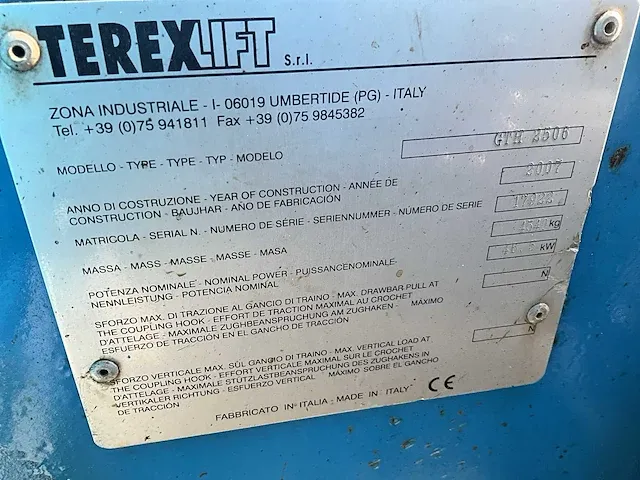 TEREXLIFT S.r.l.
ZONA INDUSTRIALE - I- 06019 UMBERTIDE (PG) - ITALY
Tel. +39 (0)75 941811 Fax +39 (0)75 9845382
MODELLO - TYPE - TYPE - TYP - MODELO GTH 2506
ANNO DI COSTRUZIONE - YEAR OF CONSTRUCTION - ANNÉE DE 2007
CONSTRUCTION - BAUJHAR - AÑO DE FABRICACIÓN
MATRICOLA - SERIAL N. - NUMERO DE SÉRIE - SERIENNUMMER - NÚMERO DE SERIE
MASSA - MASS - MASSE - MASSE - MASA kg
POTENZA NOMINALE - NOMINAL POWER - PUISSANCENOMINALE kW
NENNLEISTUNG - POTENCIA NOMINAL
SFORZO MAX. DI TRAZIONE AL GANCIO DI TRAINO - MAX. DRAWBAR PULL AT N
THE COUPLING HOOK - EFFORT DE TRACTION MAXIMAL AU CROCHET
D'ATTELAGE - MAXIMALE ZUGHBEANSPRUCHUNG AM ZUGHAKEN - MÁXIMO
ESFUERZO DE TRACCIÓN EN EL GANCHO DE TRACCIÓN
SFORZO VERTICALE MAX. SUL GANCIO DI TRAINO - MAX. VERTICAL LOAD AT N
THE COUPLING HOOK - EFFORT VERTICALE MAXIMAL SUR LE CROCHET
D'ATTELAGE - MAXIMALE STÜTZLASTBEANSPRUCHUNG DES ZUGHAKENS IN
VERTIKALER RICHTUNG - ESFUERZO VERTICAL MÁXIMO SOBRE EL GANCHO
DE TRACCIÓN
FABBRICATO IN ITALIA - MADE IN ITALY CE